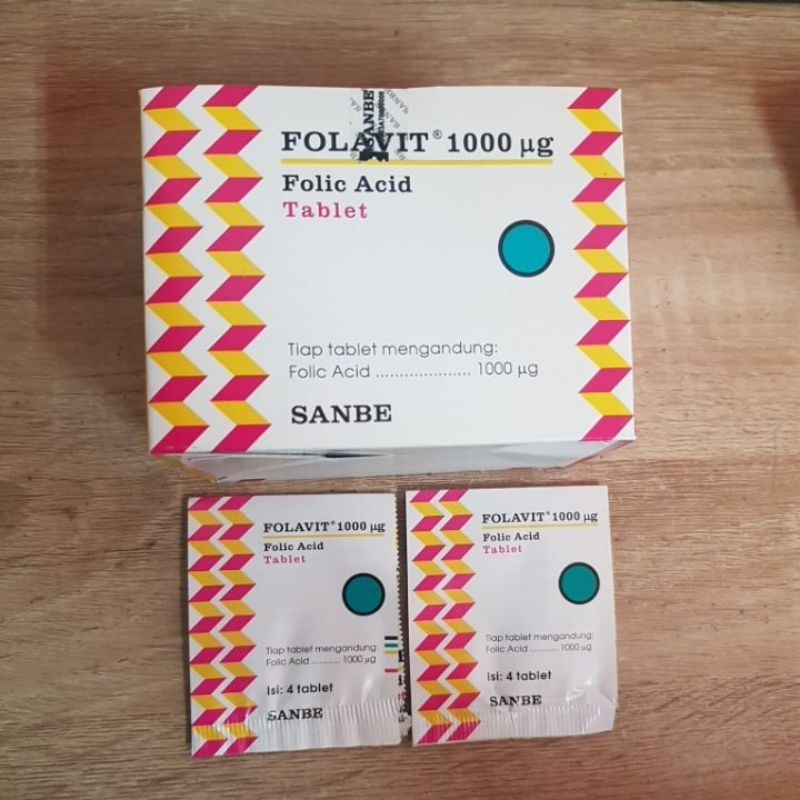 SANBE
FOLAVIT® 1000 µg
Folic Acid
Tablet
Tiap tablet mengandung:
Folic Acid .................... 1000 µg
SANBE
FOLAVIT® 1000 µg
Folic Acid
Tablet
Tiap tablet mengandung:
Folic Acid ........... 1000 µg
Isi: 4 tablet
SANBE
FOLAVIT® 1000 µg
Folic Acid
Tablet
Tiap tablet mengandung:
Folic Acid ........... 1000 µg
Isi: 4 tablet
SANBE